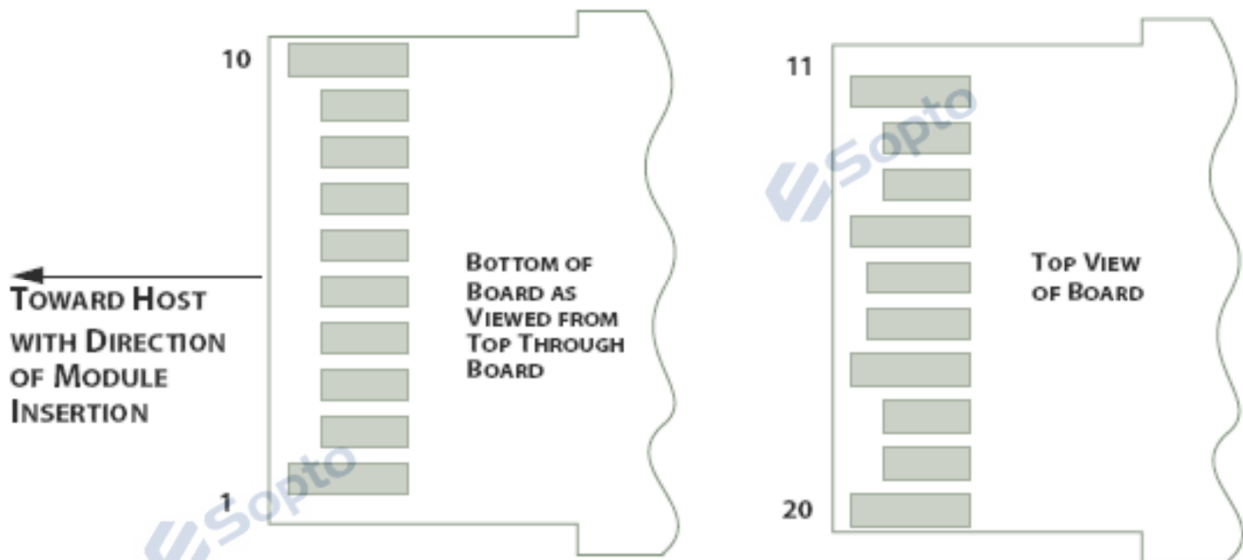 10
Toward Host
with Direction
of Module
Insertion
1
Bottom of
Board as
Viewed from
Top Through
Board
Sopto
11
Top View
of Board
20
Sopto